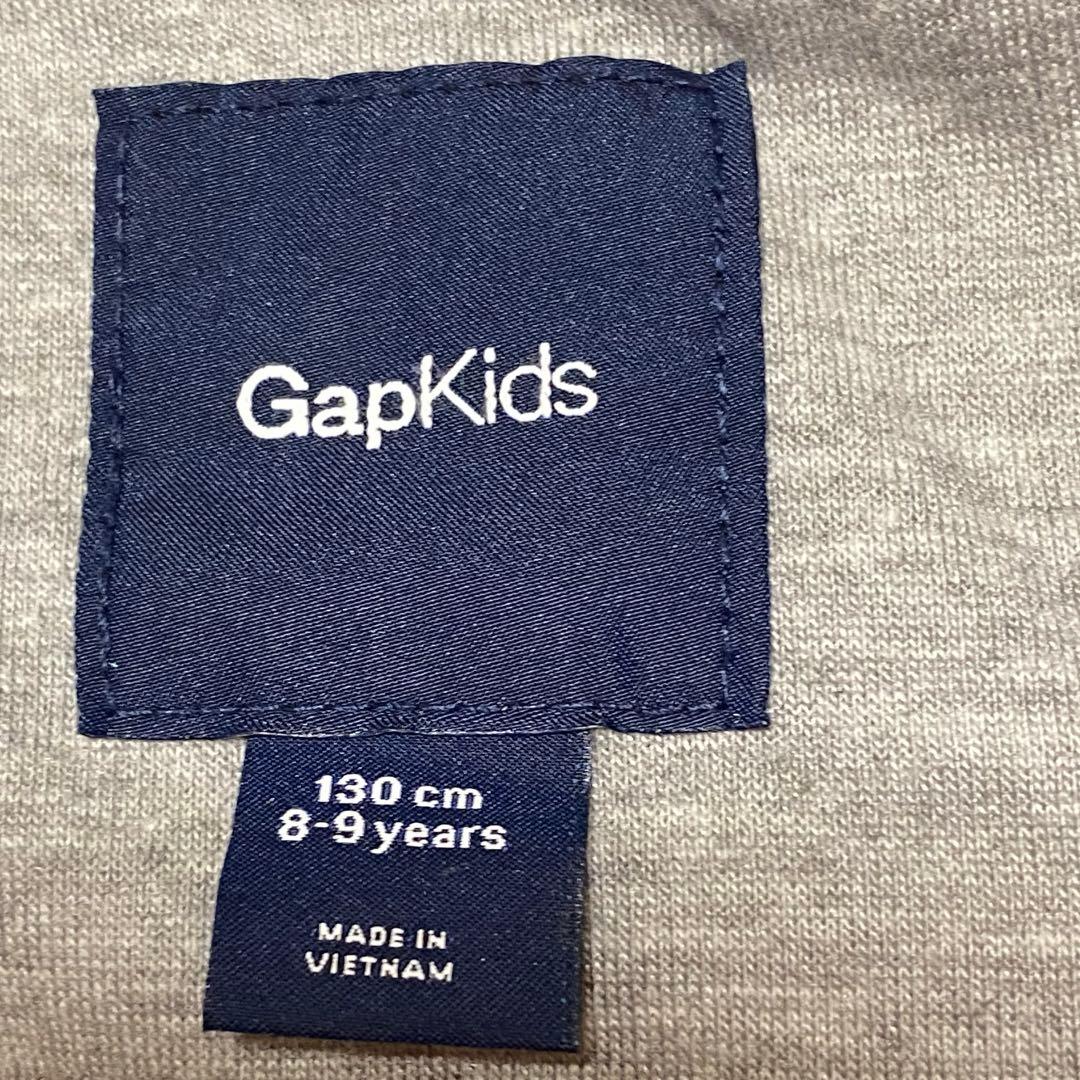 GapKids
130 cm
8-9 years
MADE IN
VIETNAM